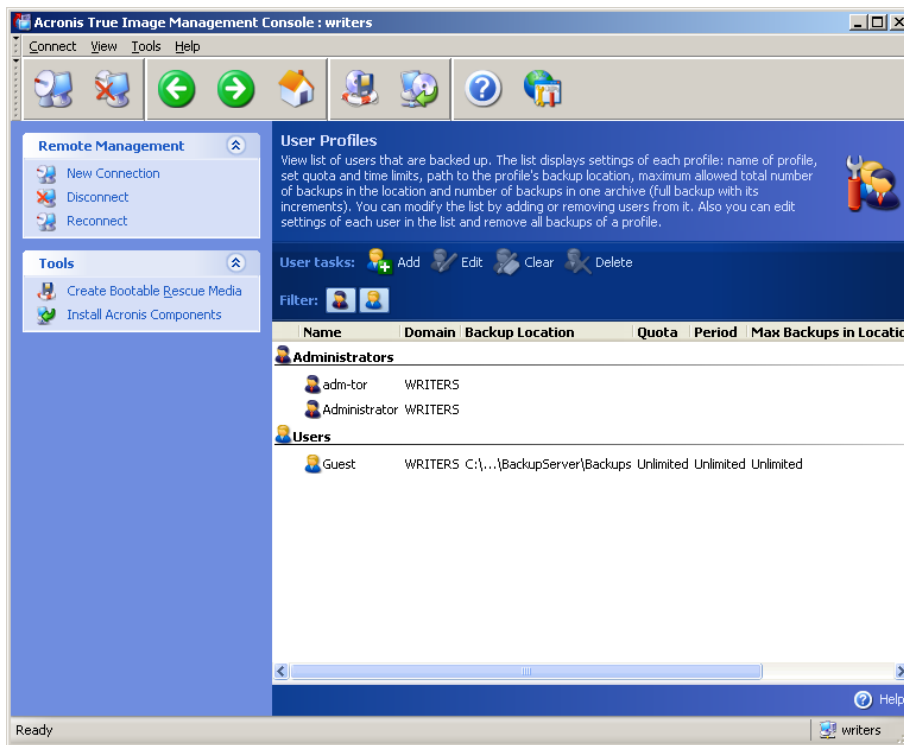 Acronis True Image Management Console : writers
Connect View Tools Help
Remote Management
New Connection
Disconnect
Reconnect
Tools
Create Bootable Rescue Media
Install Acronis Components
User Profiles
View list of users that are backed up. The list displays settings of each profile: name of profile,
set quota and time limits, path to the profile's backup location, maximum allowed total number
of backups in the location and number of backups in one archive (full backup with its
increments). You can modify the list by adding or removing users from it. Also you can edit
settings of each user in the list and remove all backups of a profile.
User tasks: Add Edit Clear Delete
Filter:
Name Domain Backup Location Quota Period Max Backups in Locatio
Administrators
adm-tor WRITERS
Administrator WRITERS
Users
Guest WRITERS C:\...\BackupServer\Backups Unlimited Unlimited Unlimited
Help
Ready writers